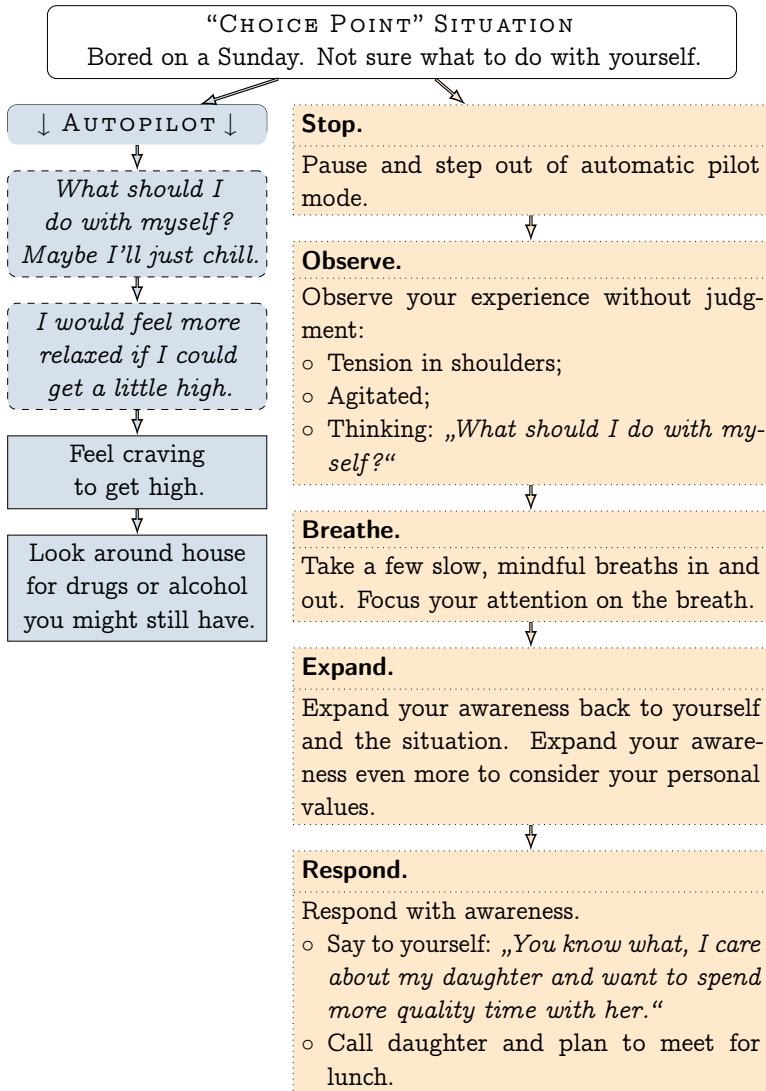 “CHOICE POINT” SITUATION
Bored on a Sunday. Not sure what to do with yourself.
↓ AUTOPILOT ↓
What should I
do with myself?
Maybe I'll just chill.
I would feel more
relaxed if I could
get a little high.
Feel craving
to get high.
Look around house
for drugs or alcohol
you might still have.
Stop.
Pause and step out of automatic pilot
mode.
Observe.
Observe your experience without judg-
ment:
○ Tension in shoulders;
○ Agitated;
○ Thinking: „What should I do with my-
self?“
Breathe.
Take a few slow, mindful breaths in and
out. Focus your attention on the breath.
Expand.
Expand your awareness back to yourself
and the situation. Expand your aware-
ness even more to consider your personal
values.
Respond.
Respond with awareness.
○ Say to yourself: „You know what, I care
about my daughter and want to spend
more quality time with her.“
○ Call daughter and plan to meet for
lunch.